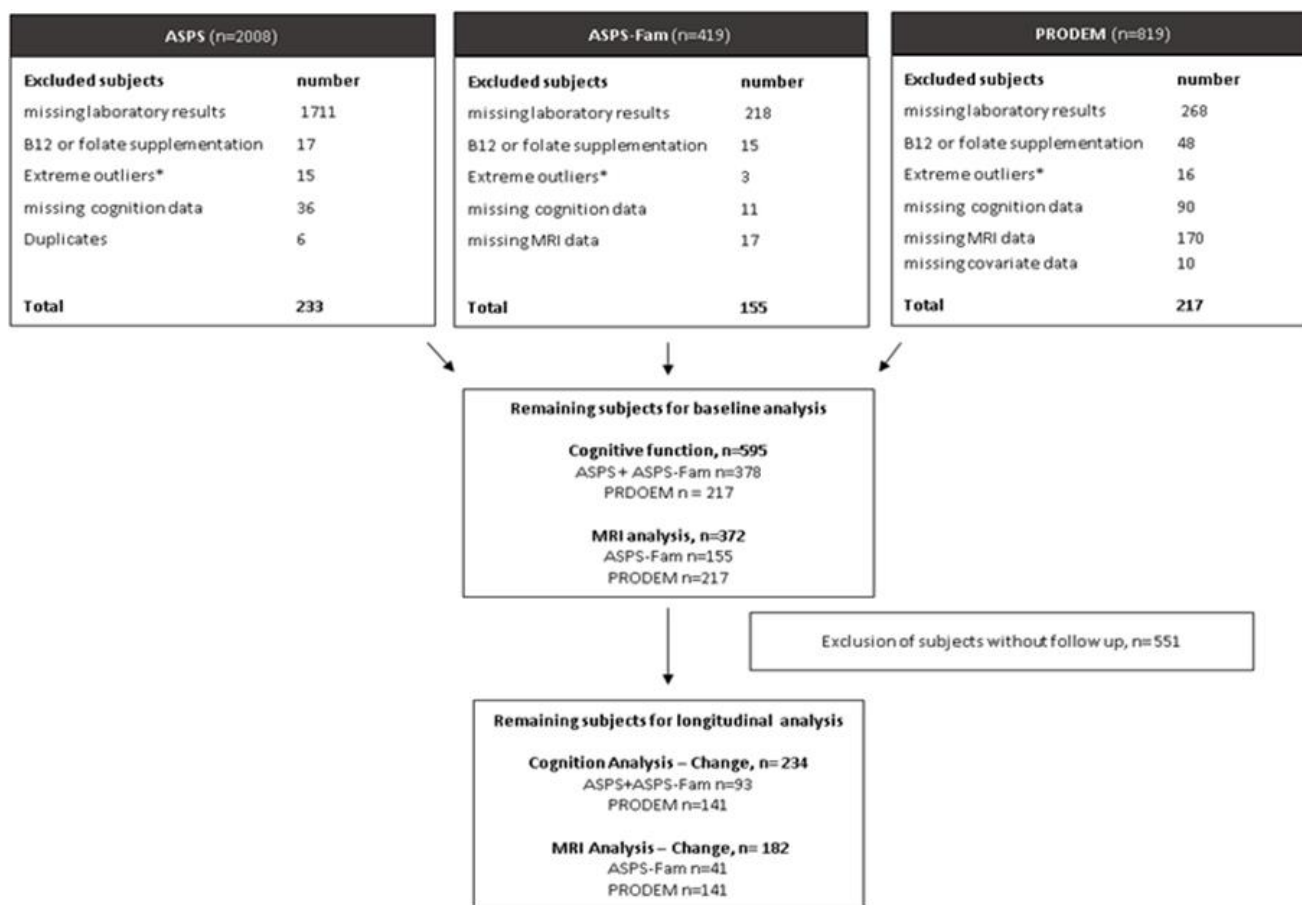 ASPS (n=2008)
Excluded subjects number
missing laboratory results 1711
B12 or folate supplementation 17
Extreme outliers* 15
missing cognition data 36
Duplicates 6
Total 233
ASPS-Fam (n=419)
Excluded subjects number
missing laboratory results 218
B12 or folate supplementation 15
Extreme outliers* 3
missing cognition data 11
missing MRI data 17
Total 155
PRODEM (n=819)
Excluded subjects number
missing laboratory results 268
B12 or folate supplementation 48
Extreme outliers* 16
missing cognition data 90
missing MRI data 170
missing covariate data 10
Total 217
Remaining subjects for baseline analysis
Cognitive function, n=595
ASPS + ASPS-Fam n=378
PRDOEM n = 217
MRI analysis, n=372
ASPS-Fam n=155
PRODEM n=217
Exclusion of subjects without follow up, n=551
Remaining subjects for longitudinal analysis
Cognition Analysis – Change, n= 234
ASPS+ASPS-Fam n=93
PRODEM n=141
MRI Analysis – Change, n= 182
ASPS-Fam n=41
PRODEM n=141